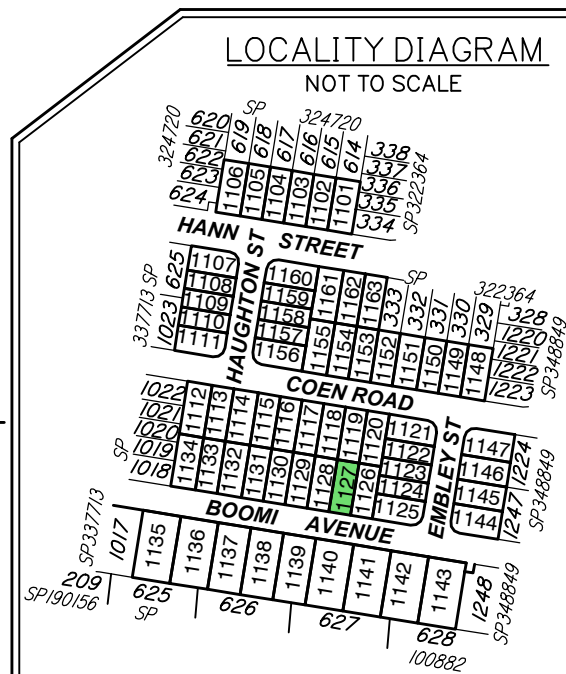 LOCALITY DIAGRAM
NOT TO SCALE
SP 324720
324720
620 619 618 617 616 615 614 338
621 337
622 336
623 335
624 334
SP322364
1106 1105 1104 1103 1102 1101
HANN STREET
HAUGHTON ST
SP 322364
337713 SP
625 1107
1108
1023 1109
1110
1111
1160 1161 1162 1163 333 332 331 330 329 328
1159 1220
1158 1221
1157 1222
1156 1155 1154 1153 1152 1151 1150 1149 1148 1223
SP348849
COEN ROAD
1022 1112 1113 1114 1115 1116 1117 1118 1119 1120 1121
1021 1122
1020 1123
1019 1124
1018 1134 1133 1132 1131 1130 1129 1128 1127 1126 1125
SP
EMBLEY ST
1147 1224
1146
1145
1144 1247
SP348849
BOOMI AVENUE
SP337713
1017 1135 1136 1137 1138 1139 1140 1141 1142 1143 1248
SP348849
209 625 626 627 628
SP190156 SP 100882